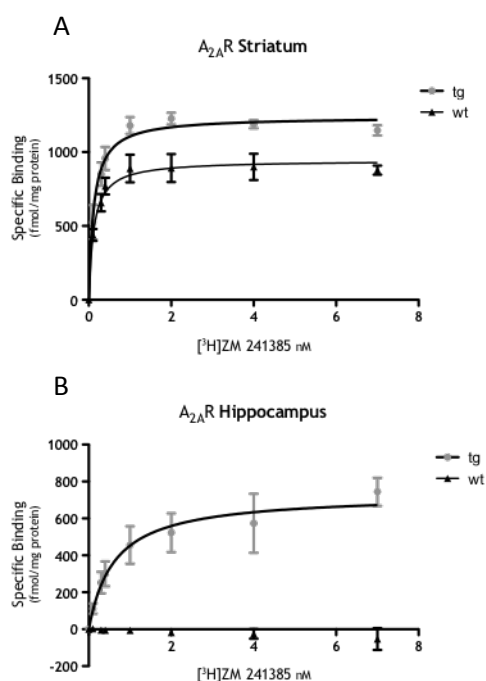 A
A2AR Striatum
1500
1000
500
0
Specific Binding
(fmol/mg protein)
tg
wt
0 2 4 6 8
[³H]ZM 241385 nM
B
A2AR Hippocampus
1000
800
600
400
200
0
-200
Specific Binding
(fmol/mg protein)
tg
wt
2 4 6 8
[³H]ZM 241385 nM